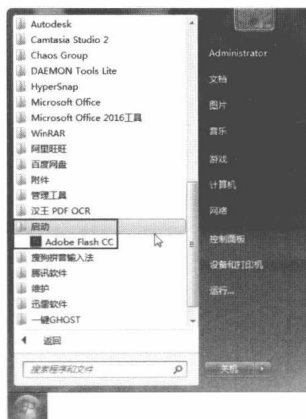 Autodesk
Camtasia Studio 2
Chaos Group
DAEMON Tools Lite
HyperSnap
Microsoft Office
Microsoft Office 2016工具
WinRAR
阿里旺旺
百度网盘
附件
管理工具
汉王 PDF OCR
启动
Adobe Flash CC
搜狗拼音输入法
腾讯软件
维护
迅雷软件
一键GHOST
返回
搜索程序和文件
Administrator
文档
图片
音乐
游戏
计算机
网络
控制面板
设备和打印机
运行...
关机